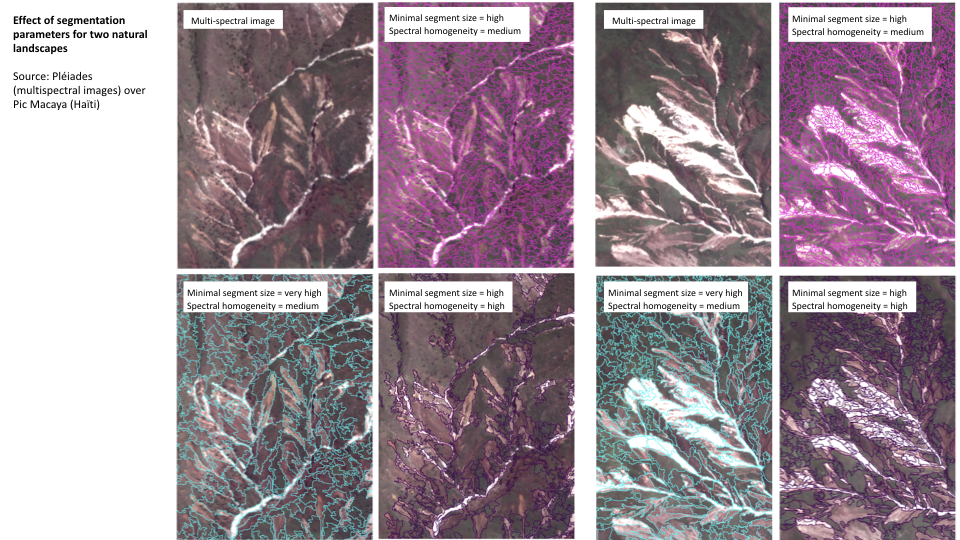 Effect of segmentation
parameters for two natural
landscapes
Source: Pléiades
(multispectral images) over
Pic Macaya (Haïti)
Multi-spectral image
Minimal segment size = high
Spectral homogeneity = medium
Multi-spectral image
Minimal segment size = high
Spectral homogeneity = medium
Minimal segment size = very high
Spectral homogeneity = medium
Minimal segment size = high
Spectral homogeneity = high
Minimal segment size = very high
Spectral homogeneity = medium
Minimal segment size = high
Spectral homogeneity = high